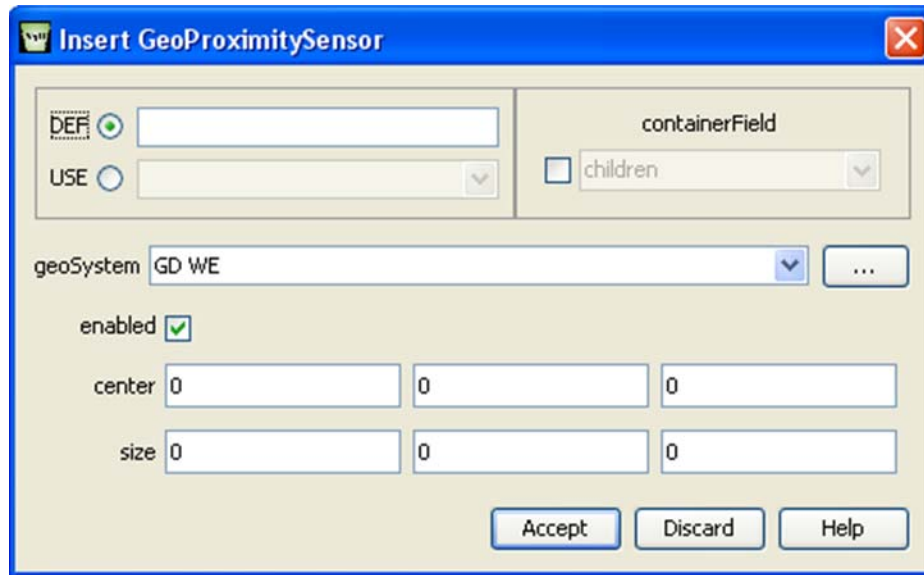 Insert GeoProximitySensor
DEF
containerField
USE
children
geoSystem GD WE ...
enabled
center 0 0 0
size 0 0 0
Accept Discard Help